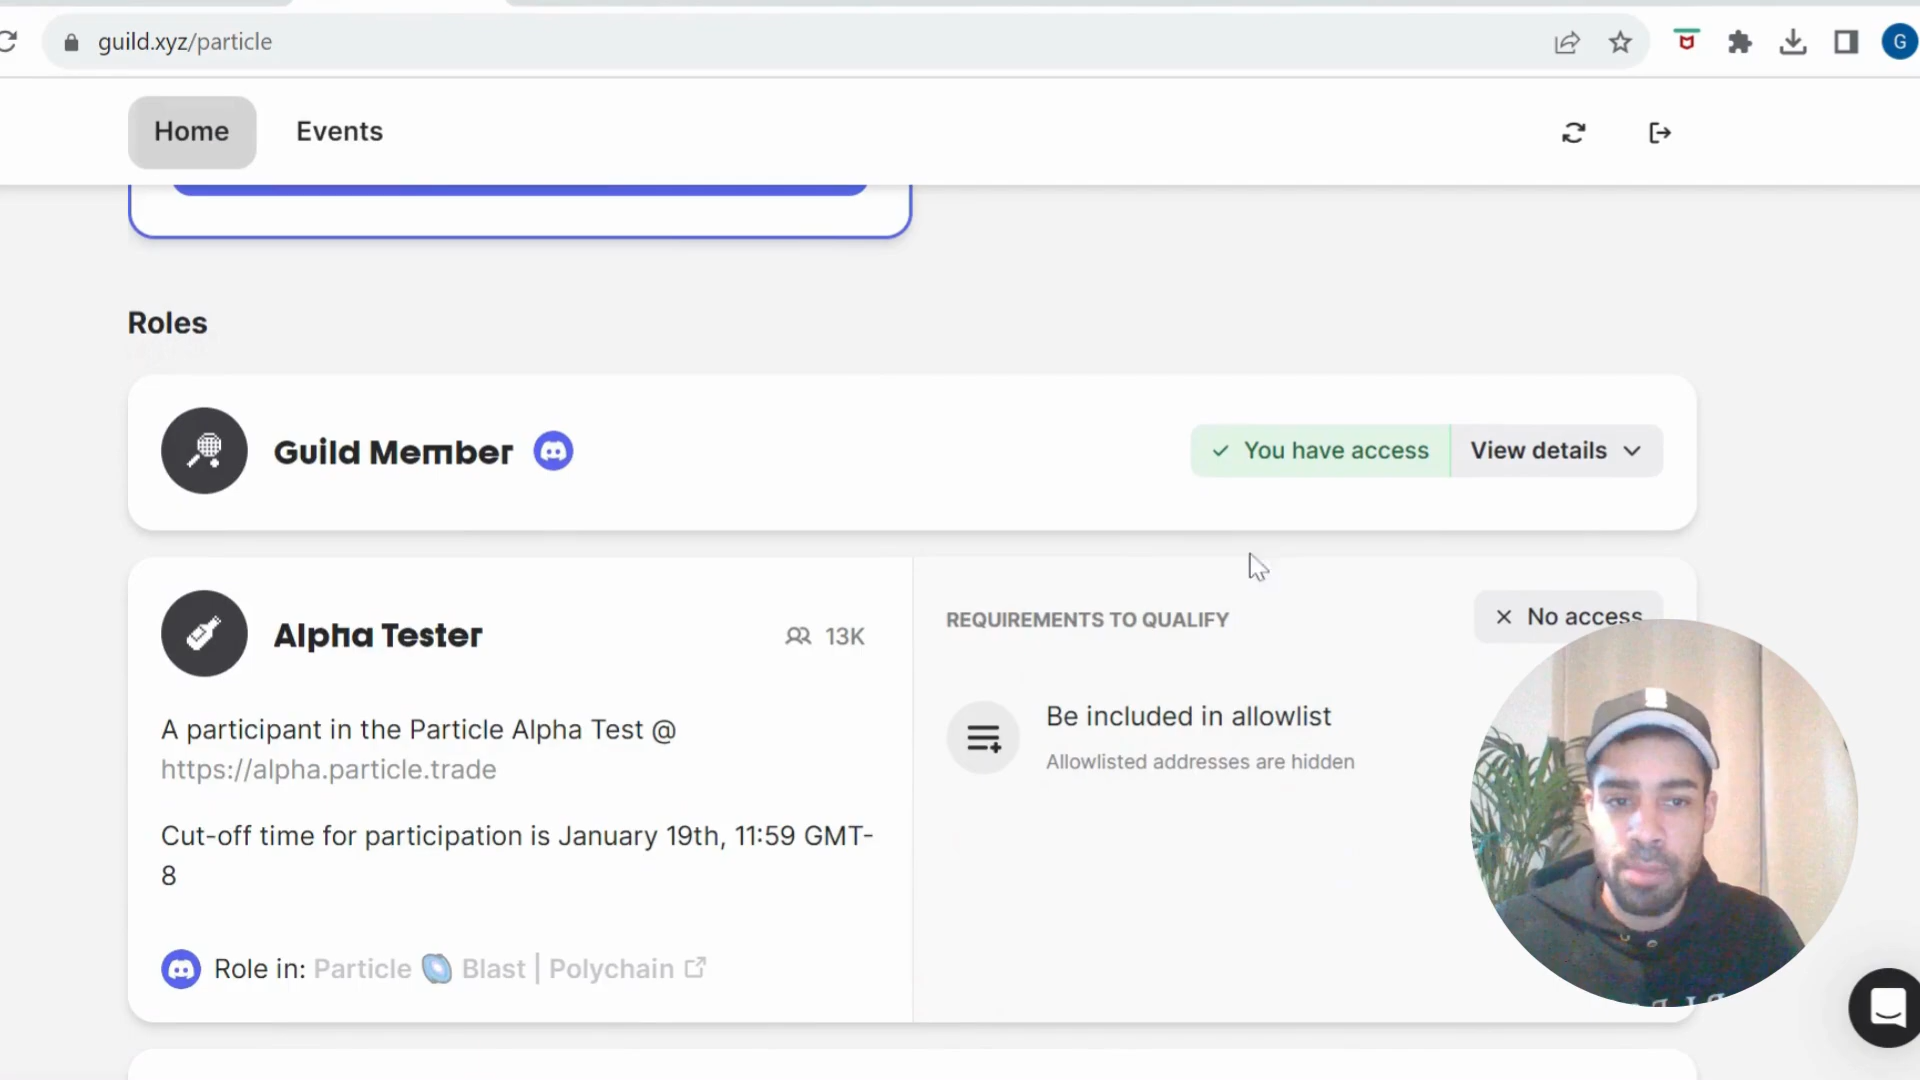 guild.xyz/particle
G
Home
Events
Roles
Guild Member
You have access
View details
Alpha Tester
13K
REQUIREMENTS TO QUALIFY
No access
A participant in the Particle Alpha Test @
https://alpha.particle.trade
Be included in allowlist
Allowlisted addresses are hidden
Cut-off time for participation is January 19th, 11:59 GMT-
8
Role in: Particle Blast | Polychain